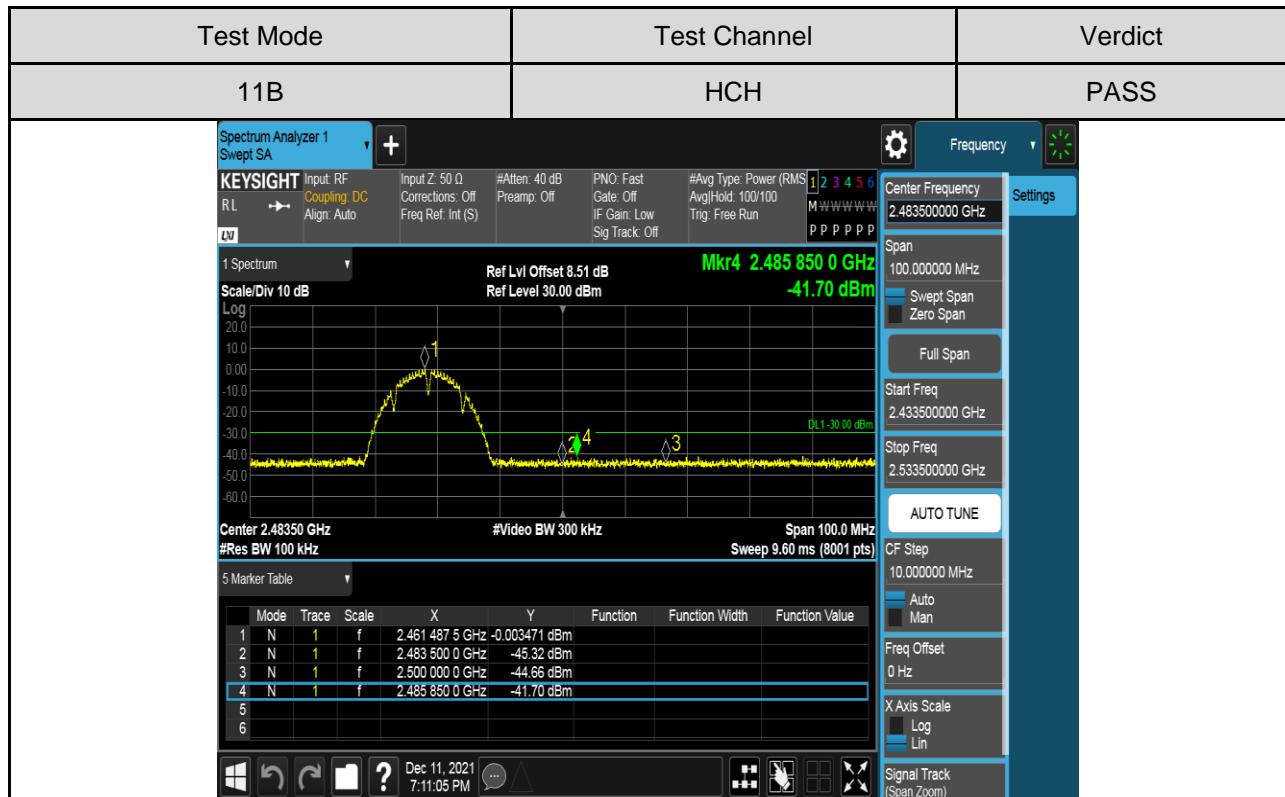 Test Mode Test Channel Verdict
11B HCH PASS
Spectrum Analyzer 1
Swept SA
+
Frequency
KEYSIGHT Input: RF Input Z: 50 Ω #Atten: 40 dB PNO: Fast #Avg Type: Power (RMS 1 2 3 4 5 6
RL Coupling: DC Corrections: Off Preamp: Off Gate: Off Avg|Hold: 100/100 M W W W W W
Align: Auto Freq Ref: Int (S) IF Gain: Low Trig: Free Run
LXI Sig Track: Off P P P P P P
1 Spectrum
Ref Lvl Offset 8.51 dB Mkr4 2.485 850 0 GHz
Scale/Div 10 dB Ref Level 30.00 dBm -41.70 dBm
Log
20.0
10.0
0.00
-10.0
-20.0
-30.0
-40.0
-50.0
-60.0
1
DL1 -30.00 dBm
2 4 3
Center 2.48350 GHz #Video BW 300 kHz Span 100.0 MHz
#Res BW 100 kHz Sweep 9.60 ms (8001 pts)
5 Marker Table
Mode Trace Scale X Y Function Function Width Function Value
1 N 1 f 2.461 487 5 GHz -0.003471 dBm
2 N 1 f 2.483 500 0 GHz -45.32 dBm
3 N 1 f 2.500 000 0 GHz -44.66 dBm
4 N 1 f 2.485 850 0 GHz -41.70 dBm
5
6
?
Dec 11, 2021
7:11:05 PM
Center Frequency
2.483500000 GHz
Settings
Span
100.000000 MHz
Swept Span
Zero Span
Full Span
Start Freq
2.433500000 GHz
Stop Freq
2.533500000 GHz
AUTO TUNE
CF Step
10.000000 MHz
Auto
Man
Freq Offset
0 Hz
X Axis Scale
Log
Lin
Signal Track
(Span Zoom)